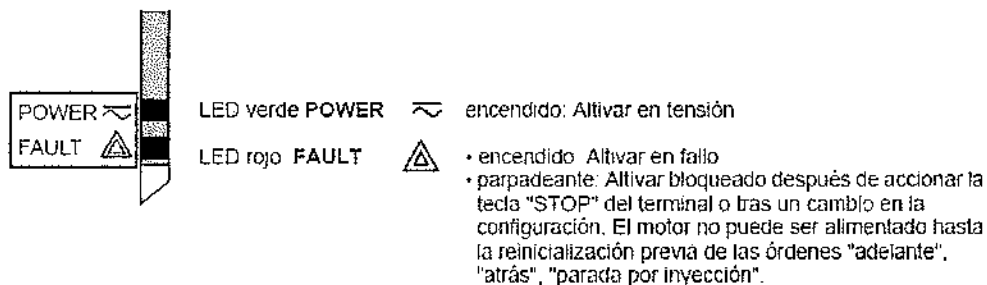 POWER
FAULT
LED verde POWER encendido: Altivar en tensión
LED rojo FAULT • encendido Altivar en fallo
• parpadeante: Altivar bloqueado después de accionar la
tecla "STOP" del terminal o tras un cambio en la
configuración. El motor no puede ser alimentado hasta
la reinicialización previa de las órdenes "adelante",
"atrás", "parada por inyección".